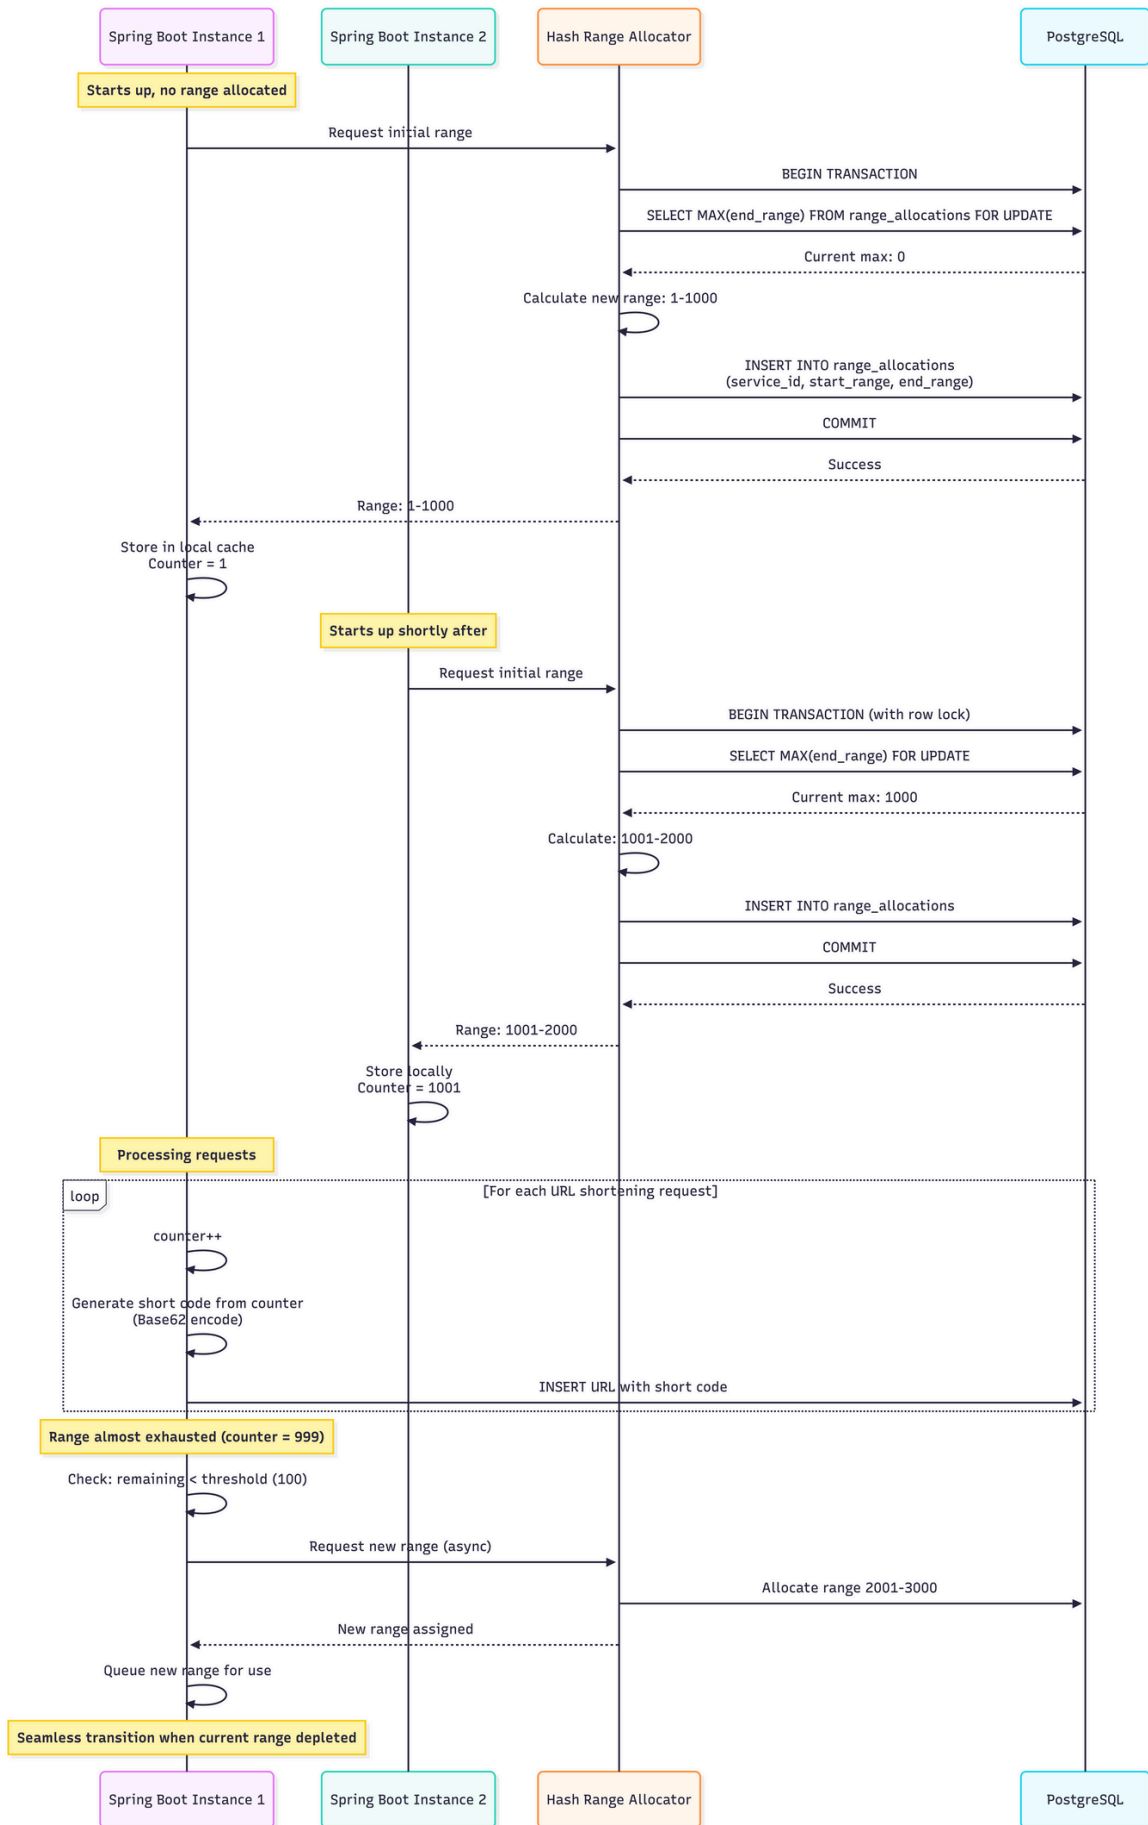 Spring Boot Instance 1
Spring Boot Instance 2
Hash Range Allocator
PostgreSQL
Starts up, no range allocated
Request initial range
BEGIN TRANSACTION
SELECT MAX(end_range) FROM range_allocations FOR UPDATE
Current max: 0
Calculate new range: 1-1000
INSERT INTO range_allocations
(service_id, start_range, end_range)
COMMIT
Success
Range: 1-1000
Store in local cache
Counter = 1
Starts up shortly after
Request initial range
BEGIN TRANSACTION (with row lock)
SELECT MAX(end_range) FOR UPDATE
Current max: 1000
Calculate: 1001-2000
INSERT INTO range_allocations
COMMIT
Success
Range: 1001-2000
Store locally
Counter = 1001
Processing requests
loop
[For each URL shortening request]
counter++
Generate short code from counter
(Base62 encode)
INSERT URL with short code
Range almost exhausted (counter = 999)
Check: remaining < threshold (100)
Request new range (async)
Allocate range 2001-3000
New range assigned
Queue new range for use
Seamless transition when current range depleted
Spring Boot Instance 1
Spring Boot Instance 2
Hash Range Allocator
PostgreSQL